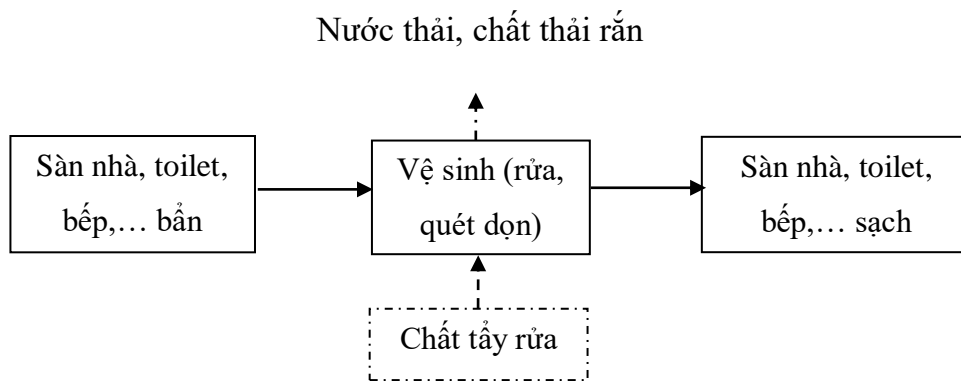 Nước thải, chất thải rắn
Sàn nhà, toilet,
bếp,… bẩn
Vệ sinh (rửa,
quét dọn)
Sàn nhà, toilet,
bếp,… sạch
Chất tẩy rửa